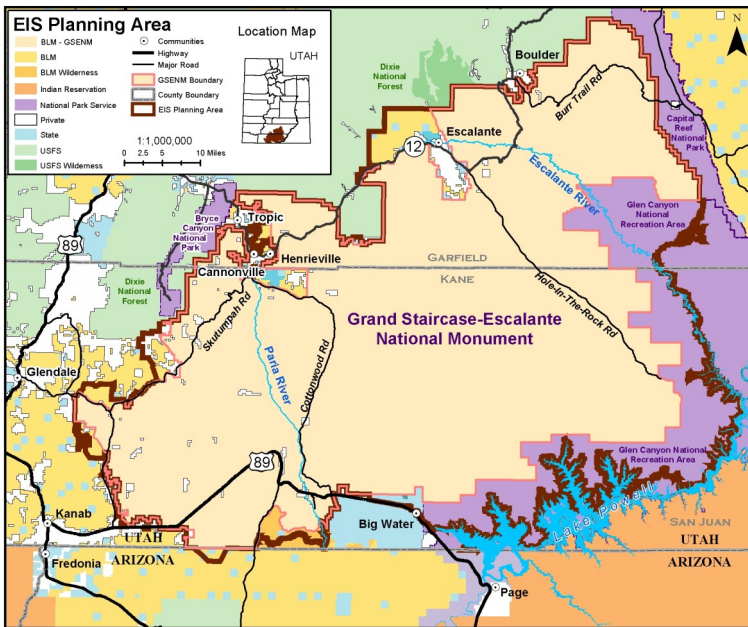 EIS Planning Area
BLM - GSENM
BLM
BLM Wilderness
Indian Reservation
National Park Service
Private
State
USFS
USFS Wilderness
Communities
Highway
Major Road
GSENM Boundary
County Boundary
EIS Planning Area
1:1,000,000
0 2.5 5 10 Miles
Location Map
UTAH
N
Dixie
National
Forest
Boulder
Burr Trail Rd
Capital
Reef
National
Park
12
Escalante
Escalante
River
Glen Canyon
National
Recreation Area
Bryce
Canyon
National
Park
Tropic
89
Henrieville
Cannonville
GARFIELD
KANE
Dixie
National
Forest
Skutumpah Rd
Hole-In-The-Rock Rd
Grand Staircase-Escalante
National Monument
Paria River
Cottonwood Rd
Glendale
Glen Canyon National
Recreation Area
89
Lake Powell
Kanab
Big Water
SAN JUAN
UTAH
ARIZONA
UTAH
ARIZONA
Fredonia
Page